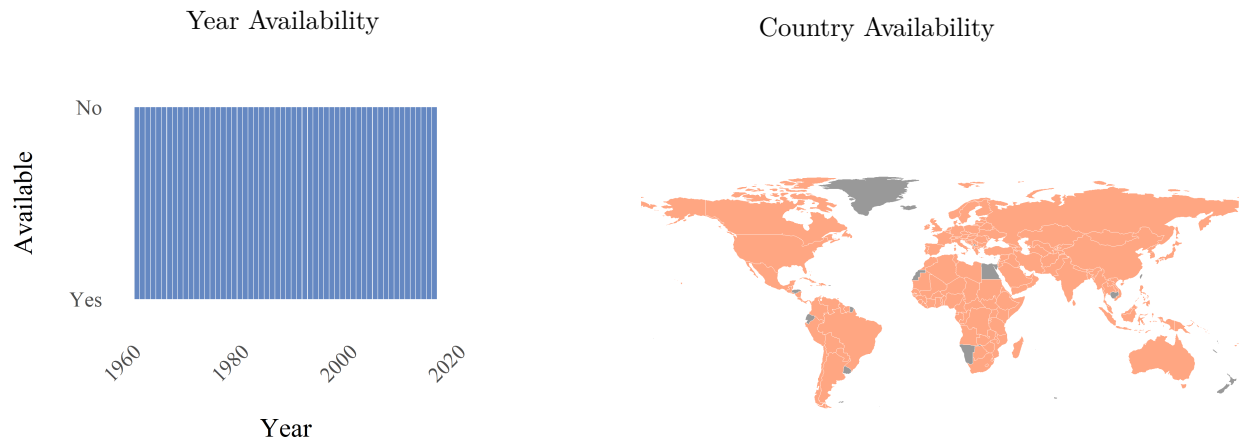 Year Availability
Country Availability
No
Available
Yes
1960
1980
2000
2020
Year